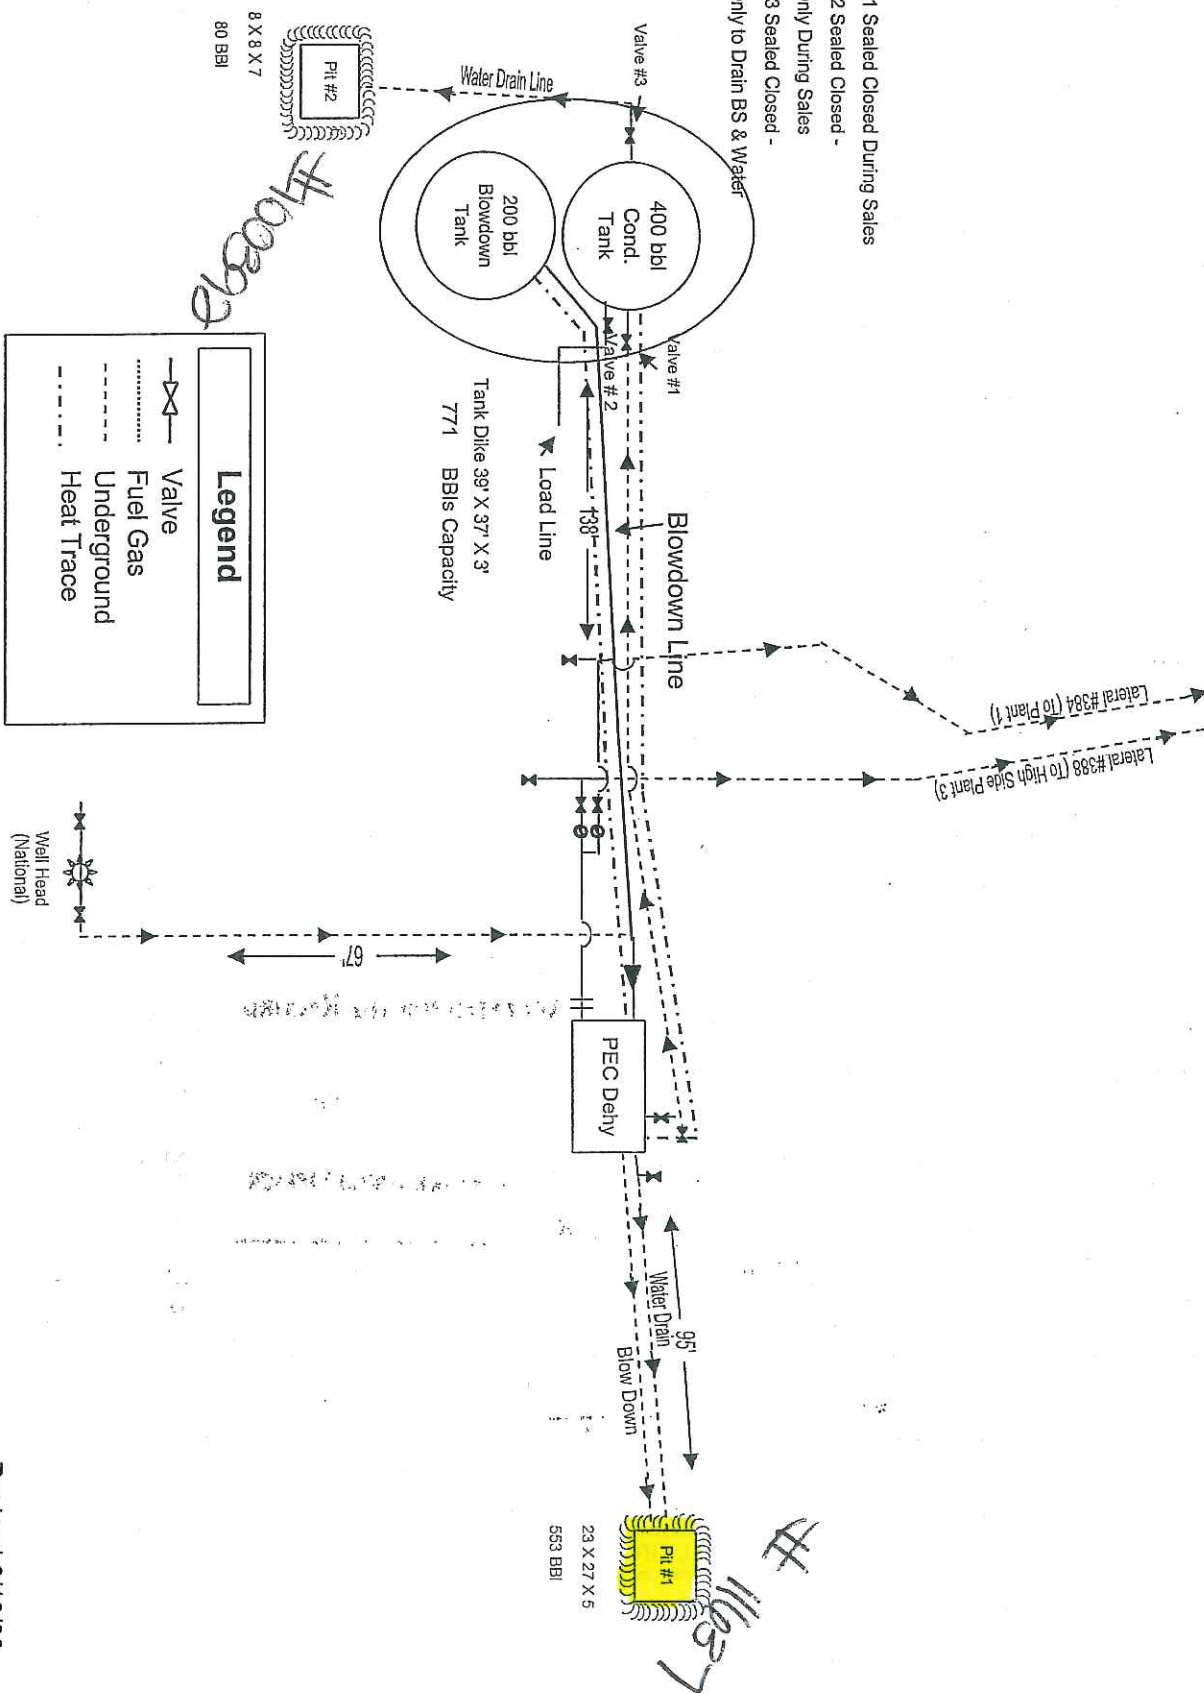 1 Sealed Closed During Sales
2 Sealed Closed -
nly During Sales
3 Sealed Closed -
nly to Drain BS & Water
Valve #3
Water Drain Line
Pit #2
8 X 8 X 7
80 BBl
400 bbl
Cond.
Tank
200 bbl
Blowdown
Tank
Valve #1
Valve # 2
Load Line
Tank Dike 39' X 37' X 3'
771 BBls Capacity
138'
Blowdown Line
Lateral #384 (To Plant 1)
Lateral #388 (To High Side Plant 3)
Legend
Valve
Fuel Gas
Underground
Heat Trace
Well Head
(National)
67'
PEC Dehy
95'
Water Drain
Blow Down
Pit #1
23 X 27 X 5
553 BBl